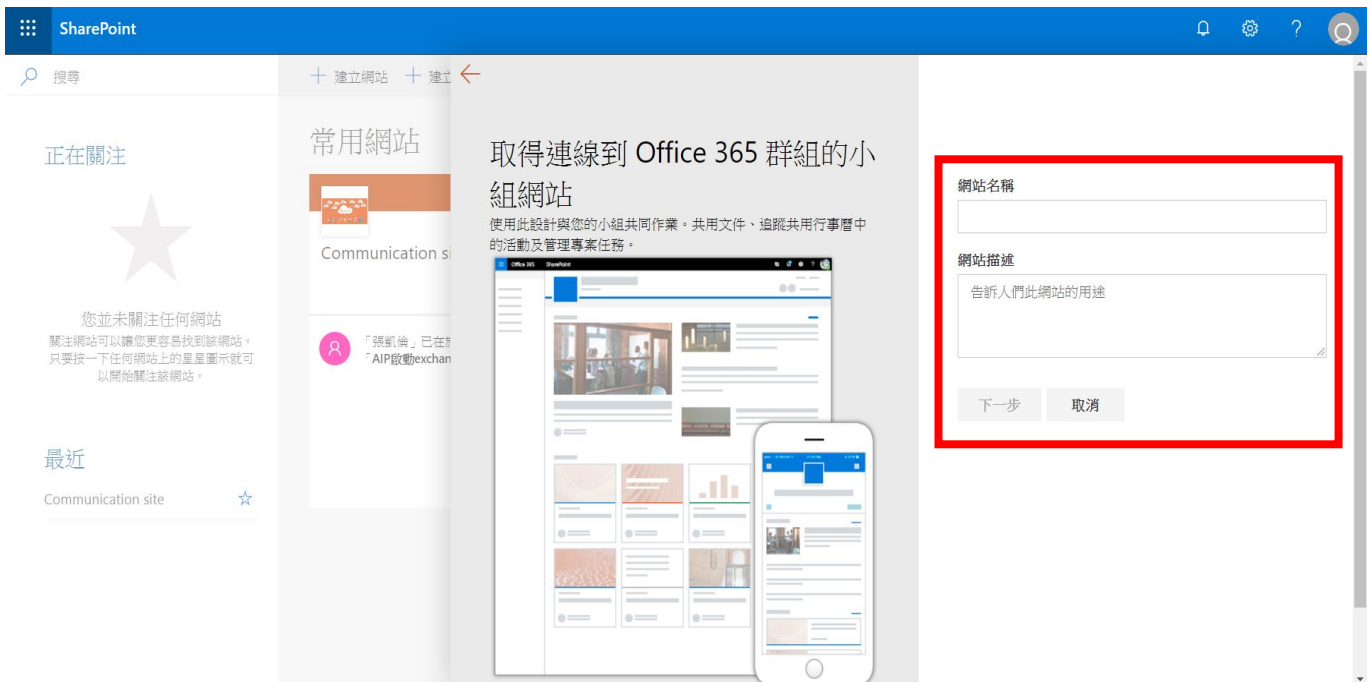 SharePoint
搜尋
建立網站
正在關注
您並未關注任何網站
關注網站可以讓您更容易找到該網站，
只要按一下任何網站上的星星圖示就可
以開始關注該網站。
最近
Communication site
常用網站
Communication si
「張凱倫」已在
「AIP啟動exchan
取得連線到 Office 365 群組的小
組網站
使用此設計與您的小組共同作業。共用文件、追蹤共用行事曆中
的活動及管理專案任務。
Office 365 SharePoint
網站名稱
網站描述
告訴人們此網站的用途
下一步 取消